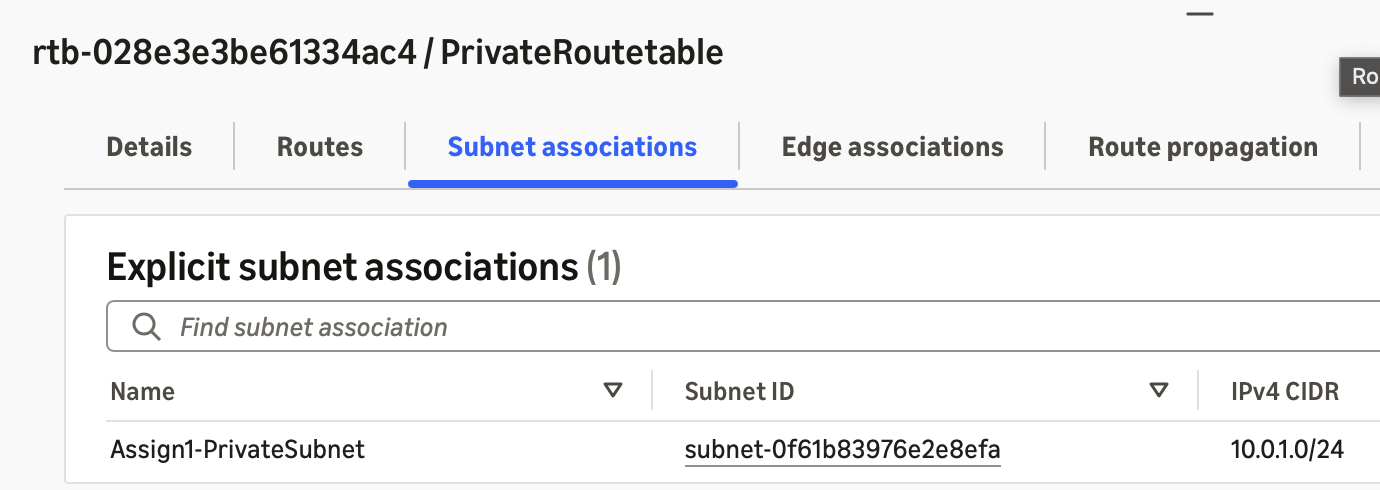 rtb-028e3e3be61334ac4 / PrivateRoutetable
Ro
Details Routes Subnet associations Edge associations Route propagation
Explicit subnet associations (1)
Find subnet association
Name Subnet ID IPv4 CIDR
Assign1-PrivateSubnet subnet-0f61b83976e2e8efa 10.0.1.0/24